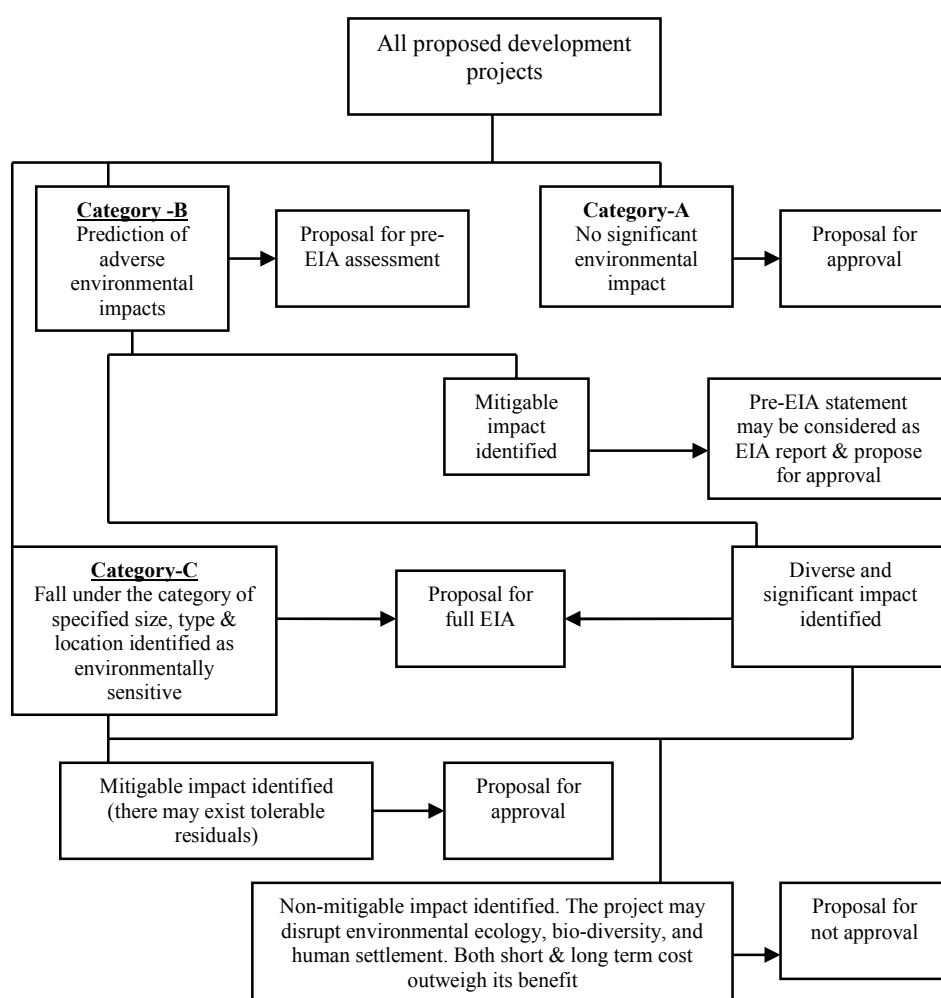 All proposed development
projects
Category -B
Prediction of
adverse
environmental
impacts
Proposal for pre-
EIA assessment
Category-A
No significant
environmental
impact
Proposal for
approval
Mitigable
impact
identified
Pre-EIA statement
may be considered as
EIA report & propose
for approval
Category-C
Fall under the category of
specified size, type &
location identified as
environmentally
sensitive
Proposal for
full EIA
Diverse and
significant impact
identified
Mitigable impact identified
(there may exist tolerable
residuals)
Proposal for
approval
Non-mitigable impact identified. The project may
disrupt environmental ecology, bio-diversity, and
human settlement. Both short & long term cost
outweigh its benefit
Proposal for
not approval